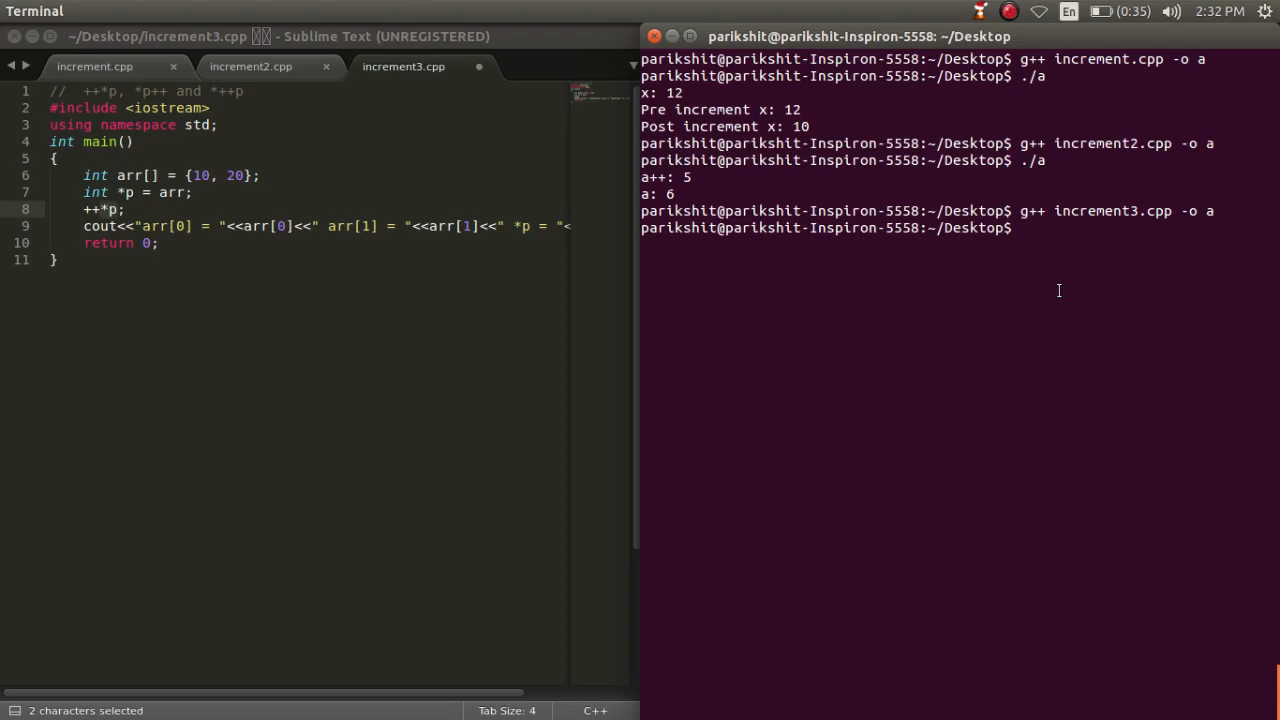 Terminal
En
(0:35)
2:32 PM
~/Desktop/increment3.cpp - Sublime Text (UNREGISTERED)
increment.cpp ×
increment2.cpp ×
increment3.cpp
1 // ++*p, *p++ and *++p
2 #include <iostream>
3 using namespace std;
4 int main()
5 {
6 int arr[] = {10, 20};
7 int *p = arr;
8 ++*p;
9 cout<<"arr[0] = "<<arr[0]<<" arr[1] = "<<arr[1]<<" *p = "<
10 return 0;
11 }
2 characters selected
Tab Size: 4
C++
parikshit@parikshit-Inspiron-5558: ~/Desktop
parikshit@parikshit-Inspiron-5558:~/Desktop$ g++ increment.cpp -o a
parikshit@parikshit-Inspiron-5558:~/Desktop$ ./a
x: 12
Pre increment x: 12
Post increment x: 10
parikshit@parikshit-Inspiron-5558:~/Desktop$ g++ increment2.cpp -o a
parikshit@parikshit-Inspiron-5558:~/Desktop$ ./a
a++: 5
a: 6
parikshit@parikshit-Inspiron-5558:~/Desktop$ g++ increment3.cpp -o a
parikshit@parikshit-Inspiron-5558:~/Desktop$